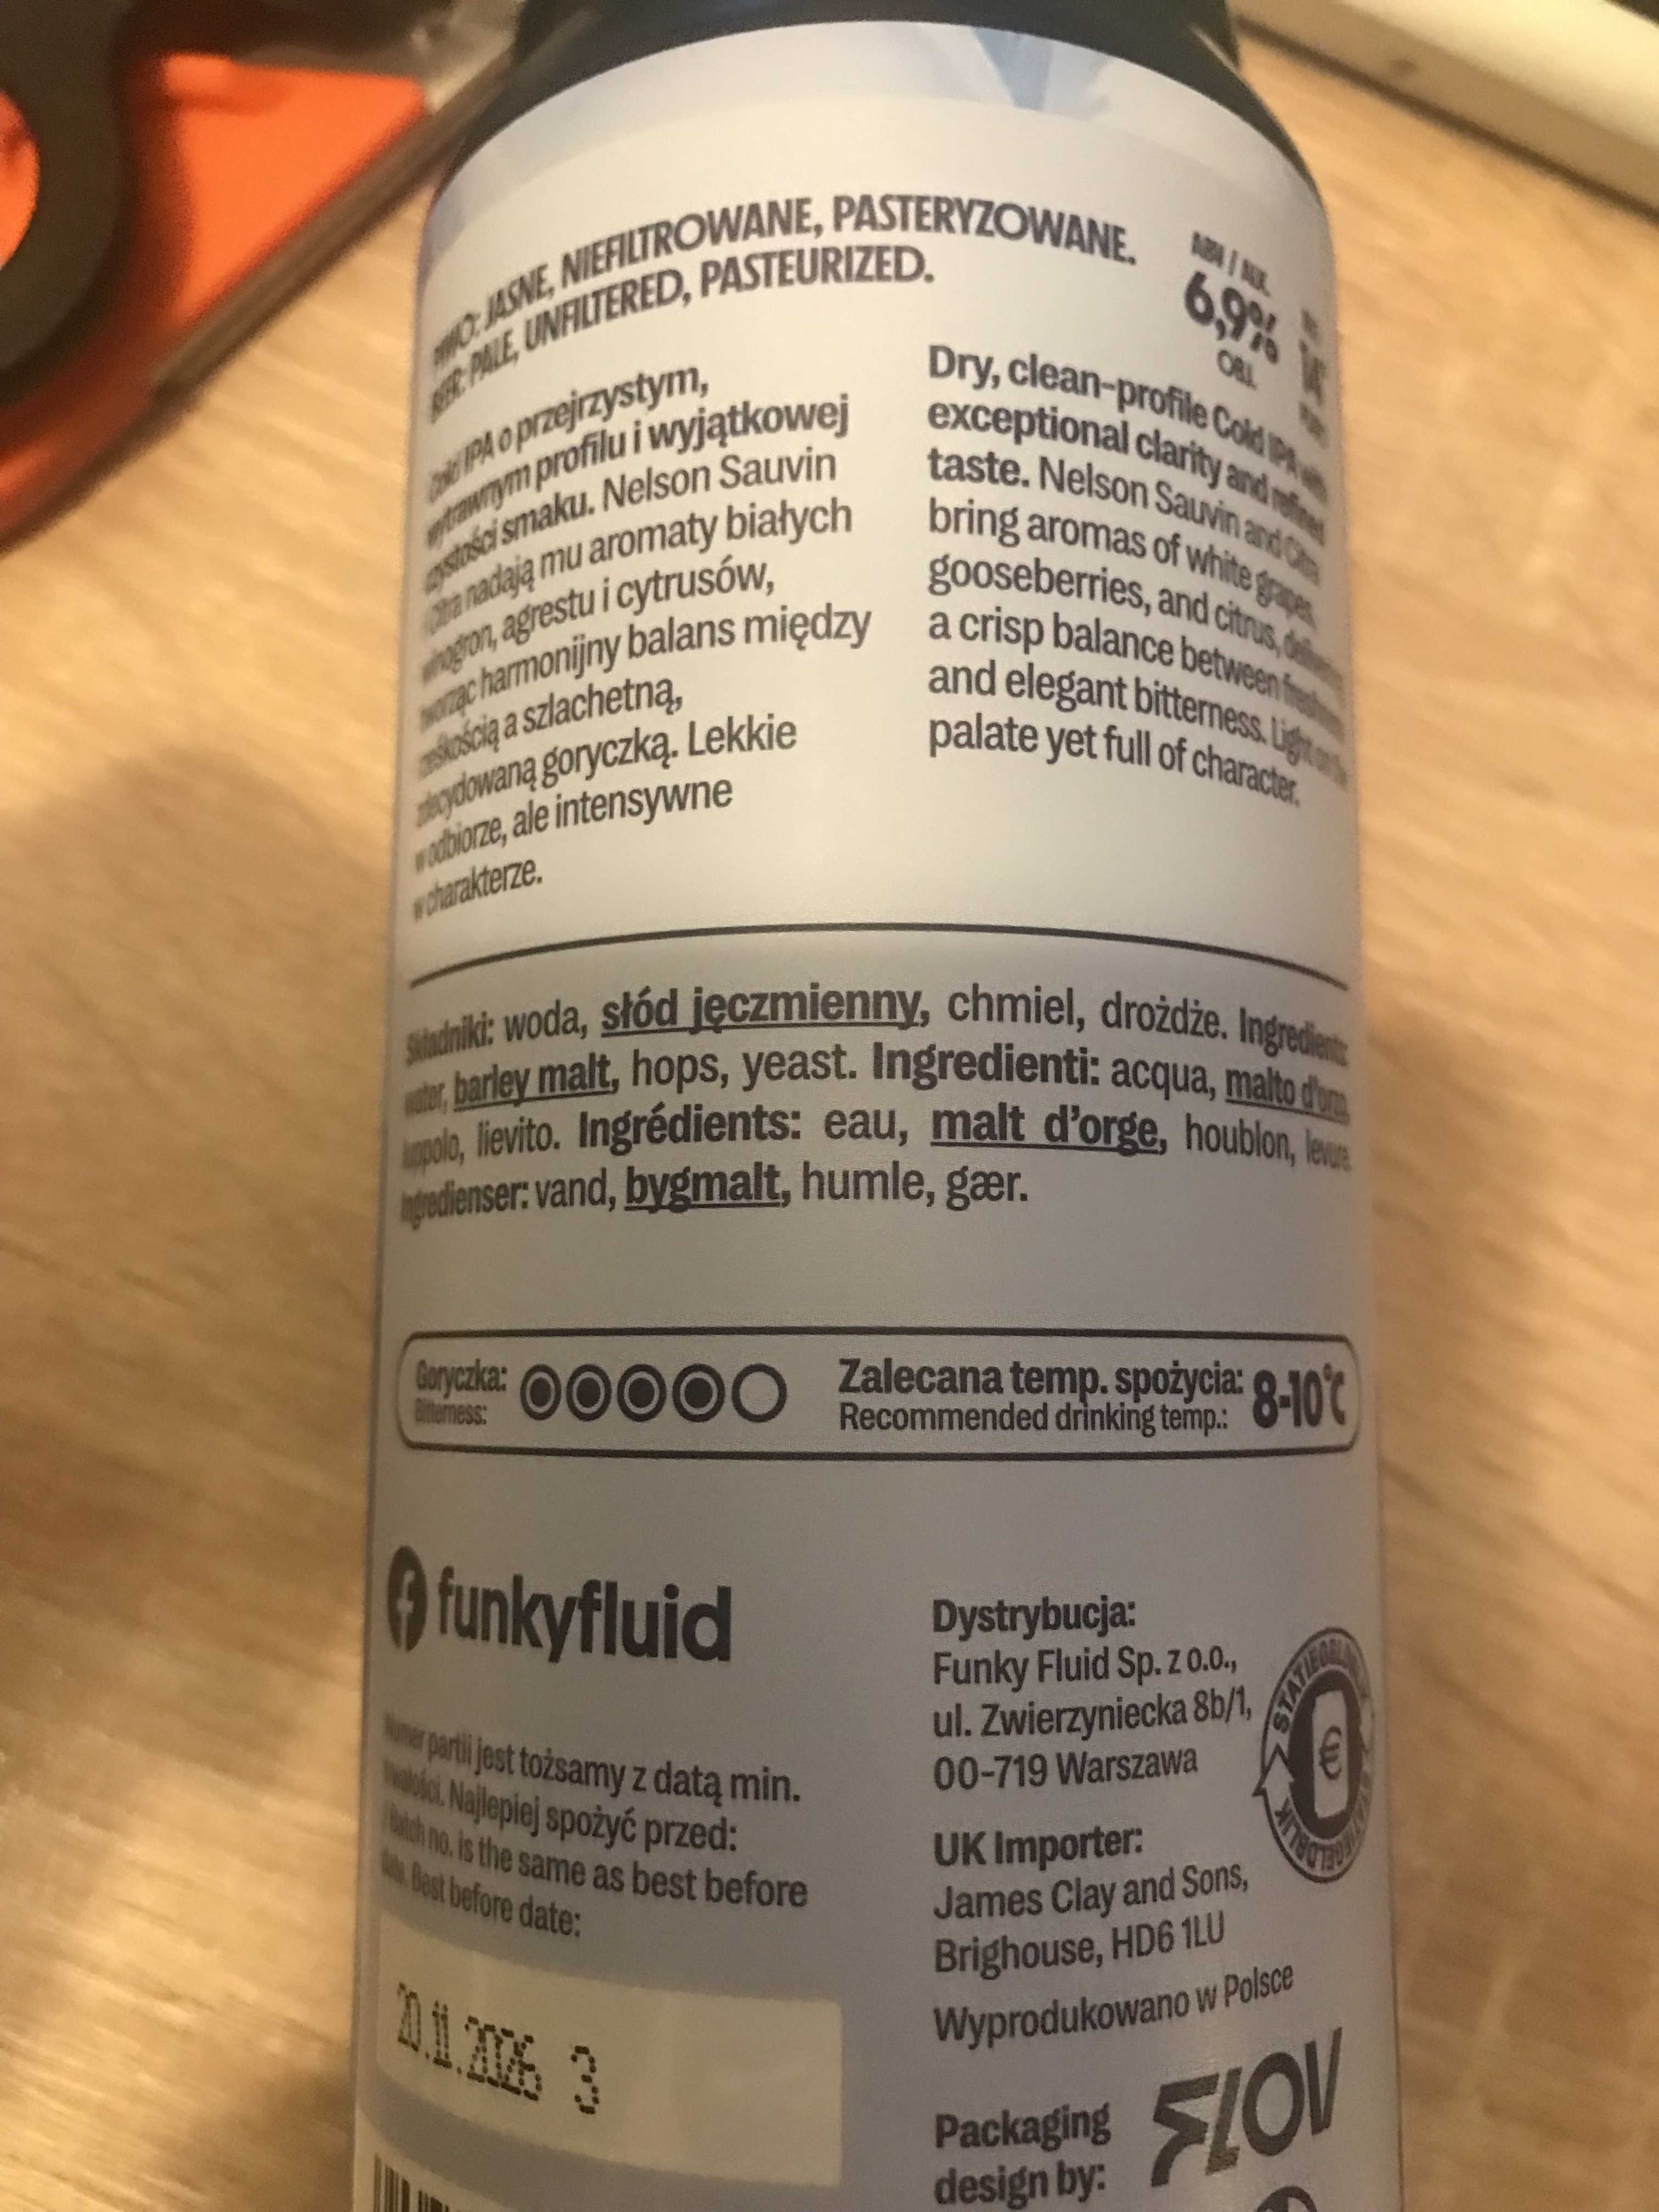 PIWO: JASNE, NIEFILTROWANE, PASTERYZOWANE.
BEER: PALE, UNFILTERED, PASTEURIZED.
ABV / ALK.
6,9%
OBJ.
Cold IPA o przejrzystym,
wytrawnym profilu i wyjątkowej
czystości smaku. Nelson Sauvin
i Citra nadają mu aromaty białych
winogron, agrestu i cytrusów,
tworząc harmonijny balans między
rześkością a szlachetną,
zdecydowaną goryczką. Lekkie
w odbiorze, ale intensywne
w charakterze.
Dry, clean-profile Cold IPA with
exceptional clarity and refined
taste. Nelson Sauvin and Citra
bring aromas of white grapes,
gooseberries, and citrus, delivering
a crisp balance between freshness
and elegant bitterness. Light on the
palate yet full of character.
Składniki: woda, słód jęczmienny, chmiel, drożdże. Ingredients:
water, barley malt, hops, yeast. Ingredienti: acqua, malto d'orzo,
luppolo, lievito. Ingrédients: eau, malt d'orge, houblon, levure.
Ingredienser: vand, bygmalt, humle, gær.
Goryczka:
Bitterness:
Zalecana temp. spożycia: 8-10°C
Recommended drinking temp.:
funkyfluid
Numer partii jest tożsamy z datą min.
trwałości. Najlepiej spożyć przed:
/ Batch no. is the same as best before
date. Best before date:
20.11.2026 3
Dystrybucja:
Funky Fluid Sp. z o.o.,
ul. Zwierzyniecka 8b/1,
00-719 Warszawa
STATIEGELDBLIK
€
UK Importer:
James Clay and Sons,
Brighouse, HD6 1LU
Wyprodukowano w Polsce
Packaging
design by:
FLOV